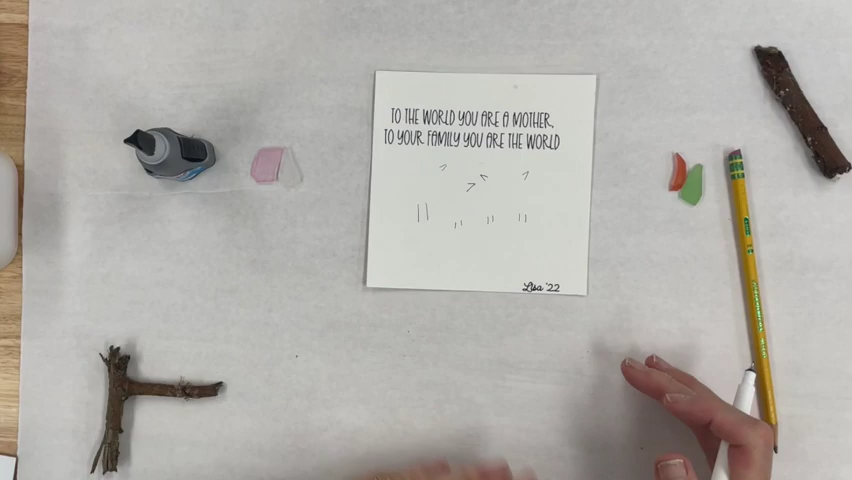 TO THE WORLD YOU ARE A MOTHER,
TO YOUR FAMILY YOU ARE THE WORLD
Lisa '22